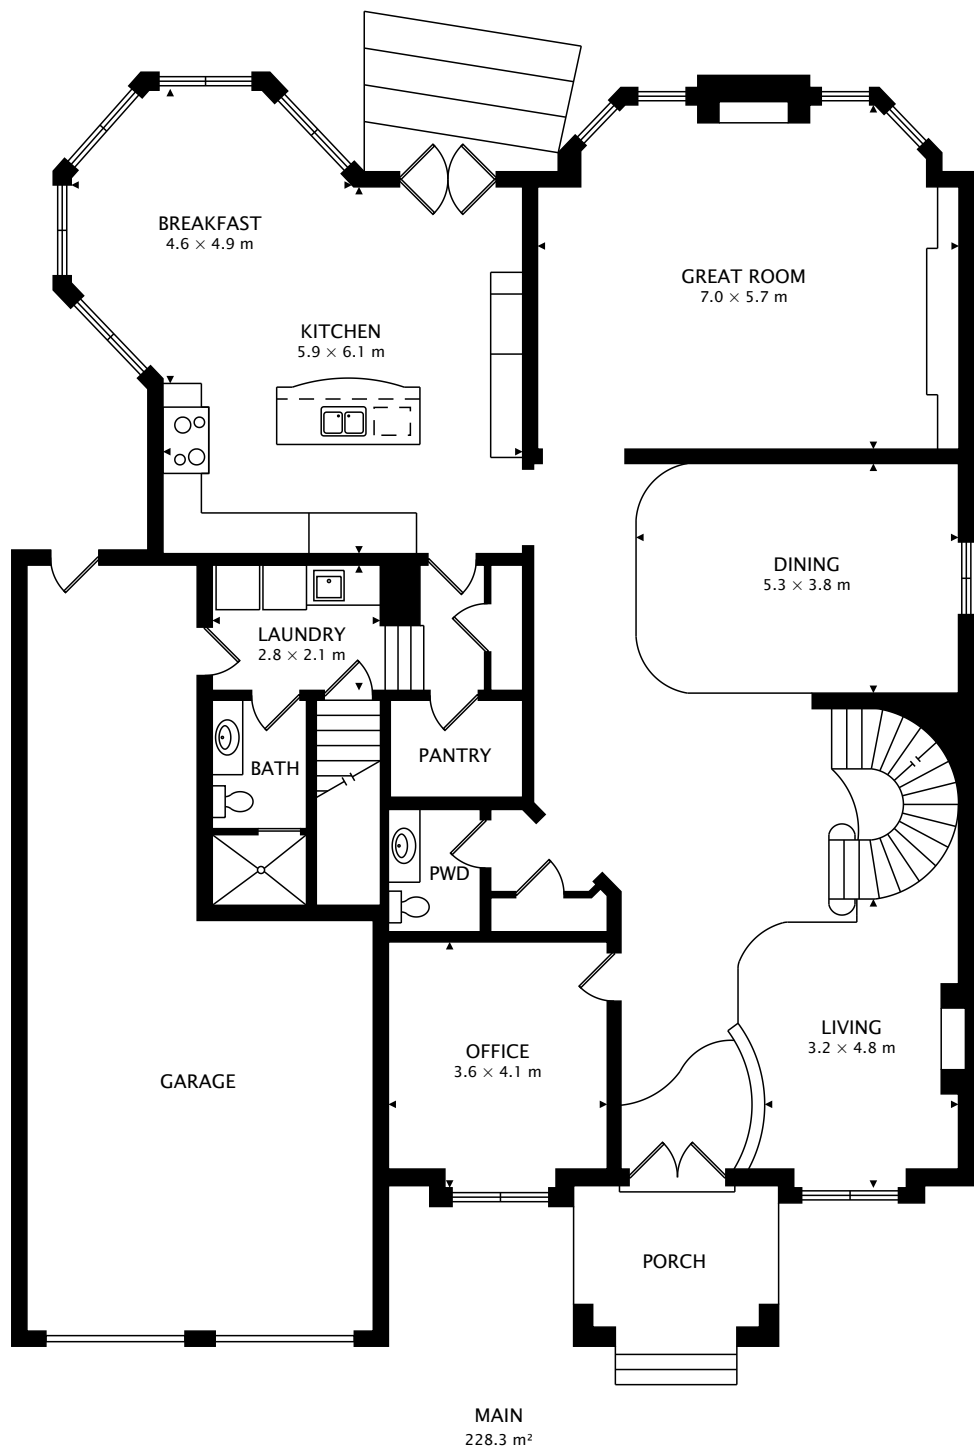 BREAKFAST
4.6 × 4.9 m
GREAT ROOM
7.0 × 5.7 m
KITCHEN
5.9 × 6.1 m
DINING
5.3 × 3.8 m
LAUNDRY
2.8 × 2.1 m
PANTRY
BATH
PWD
LIVING
3.2 × 4.8 m
OFFICE
3.6 × 4.1 m
GARAGE
PORCH
MAIN
228.3 m²